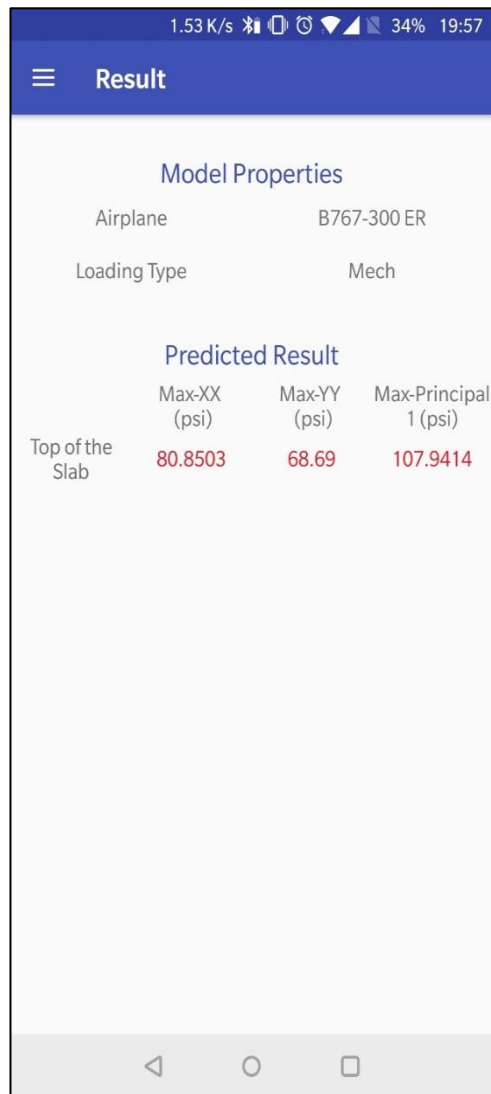 1.53 K/s 34% 19:57
Result
Model Properties
Airplane B767-300 ER
Loading Type Mech
Predicted Result
Max-XX Max-YY Max-Principal
(psi) (psi) 1 (psi)
Top of the
Slab 80.8503 68.69 107.9414